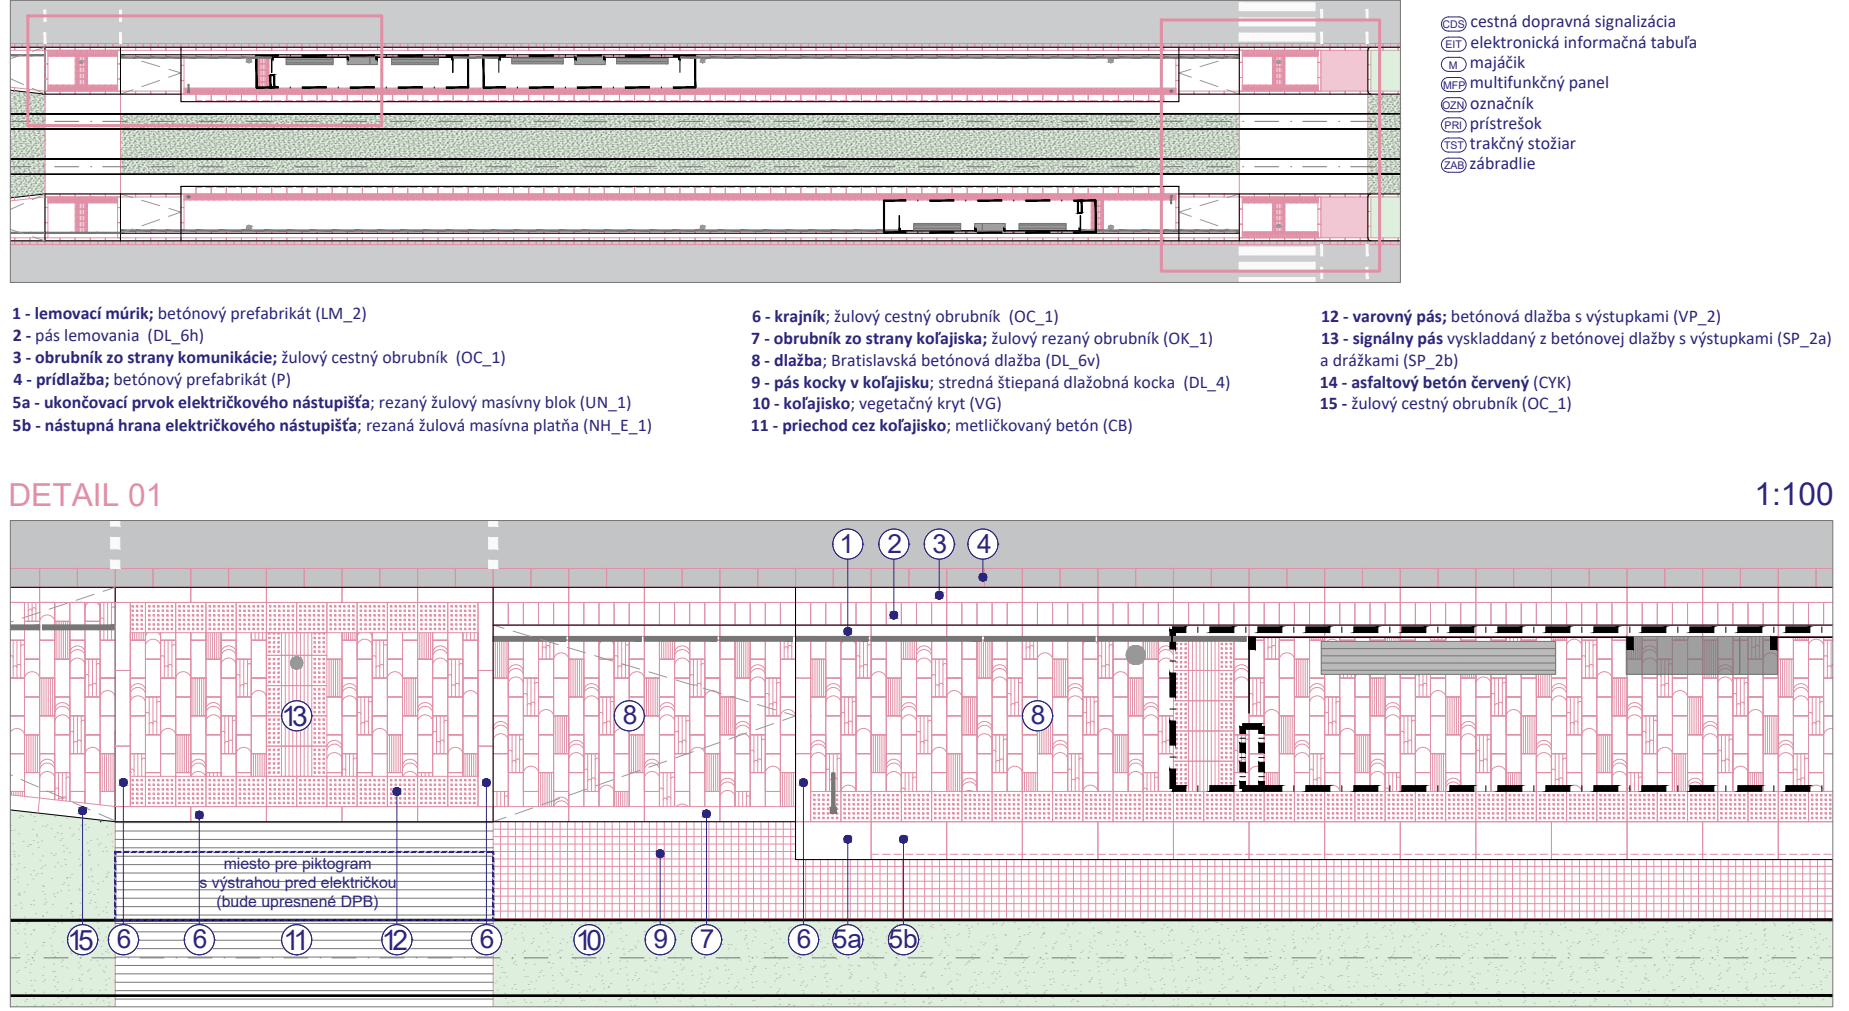 CDS cestná dopravná signalizácia
EIT elektronická informačná tabuľa
M majáčik
MFP multifunkčný panel
OZN označník
PRI prístrešok
TST trakčný stožiar
ZAB zábradlie
1 - lemovací múrik; betónový prefabrikát (LM_2)
2 - pás lemovania (DL_6h)
3 - obrubník zo strany komunikácie; žulový cestný obrubník (OC_1)
4 - prídlažba; betónový prefabrikát (P)
5a - ukončovací prvok električkového nástupišťa; rezaný žulový masívny blok (UN_1)
5b - nástupná hrana električkového nástupišťa; rezaná žulová masívna platňa (NH_E_1)
6 - krajník; žulový cestný obrubník (OC_1)
7 - obrubník zo strany koľajiska; žulový rezaný obrubník (OK_1)
8 - dlažba; Bratislavská betónová dlažba (DL_6v)
9 - pás kocky v koľajisku; stredná štiepaná dlažobná kocka (DL_4)
10 - koľajisko; vegetačný kryt (VG)
11 - priechod cez koľajisko; metličkovaný betón (CB)
12 - varovný pás; betónová dlažba s výstupkami (VP_2)
13 - signálny pás vyskladdaný z betónovej dlažby s výstupkami (SP_2a)
a drážkami (SP_2b)
14 - asfaltový betón červený (CYK)
15 - žulový cestný obrubník (OC_1)
DETAIL 01
1:100
1 2 3 4
13 8 8
miesto pre piktogram
s výstrahou pred električkou
(bude upresnené DPB)
15 6 6 11 12 6 10 9 7 6 5a 5b